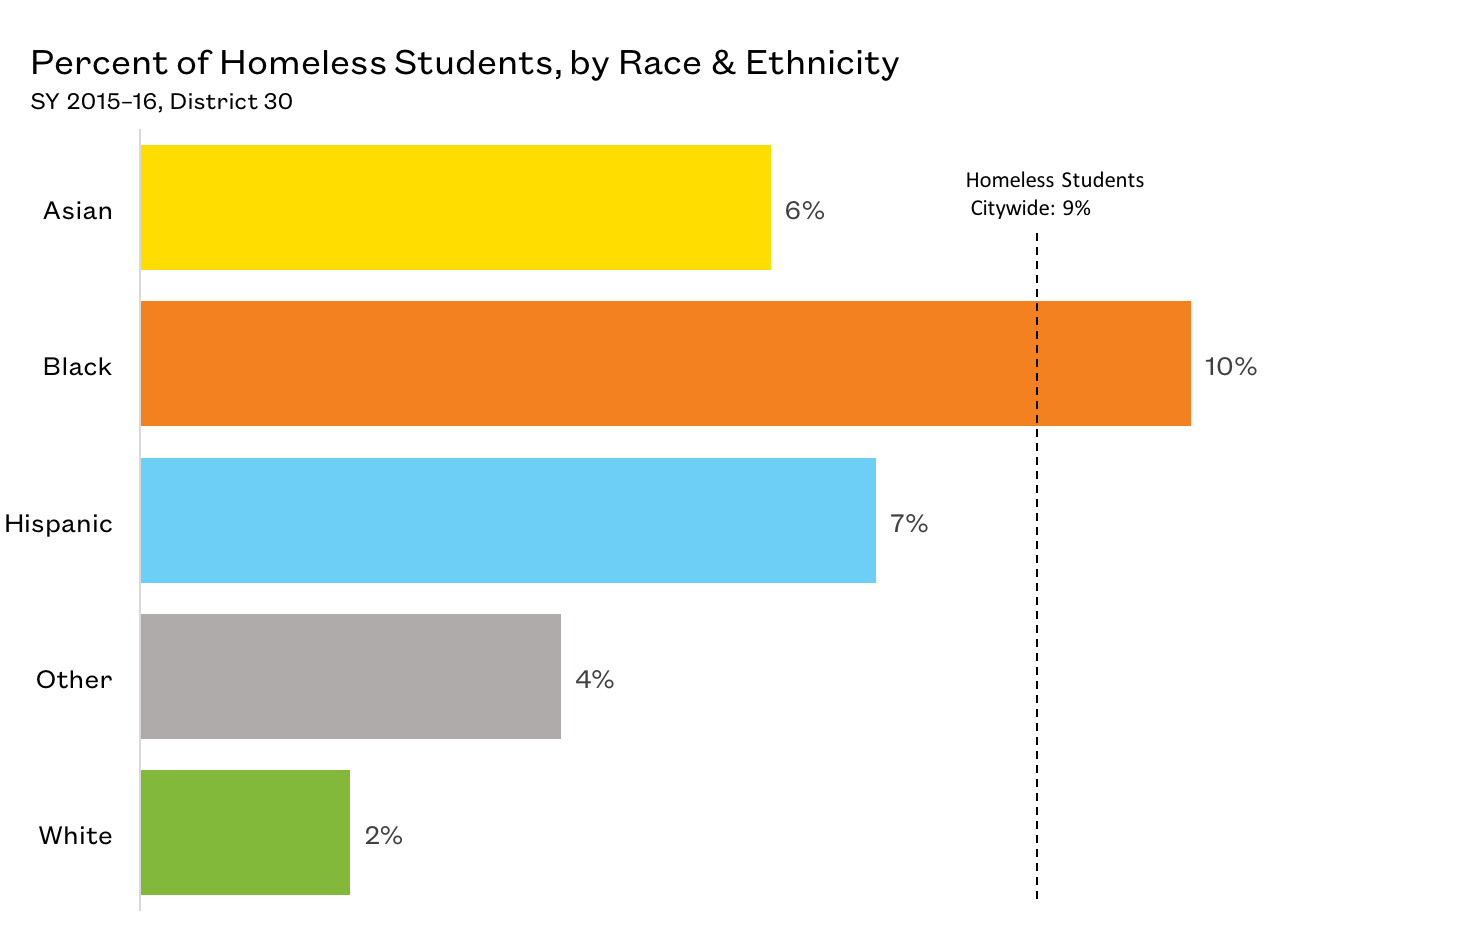 Percent of Homeless Students, by Race & Ethnicity
SY 2015–16, District 30
Homeless Students
Citywide: 9%
Asian
6%
Black
10%
Hispanic
7%
Other
4%
White
2%